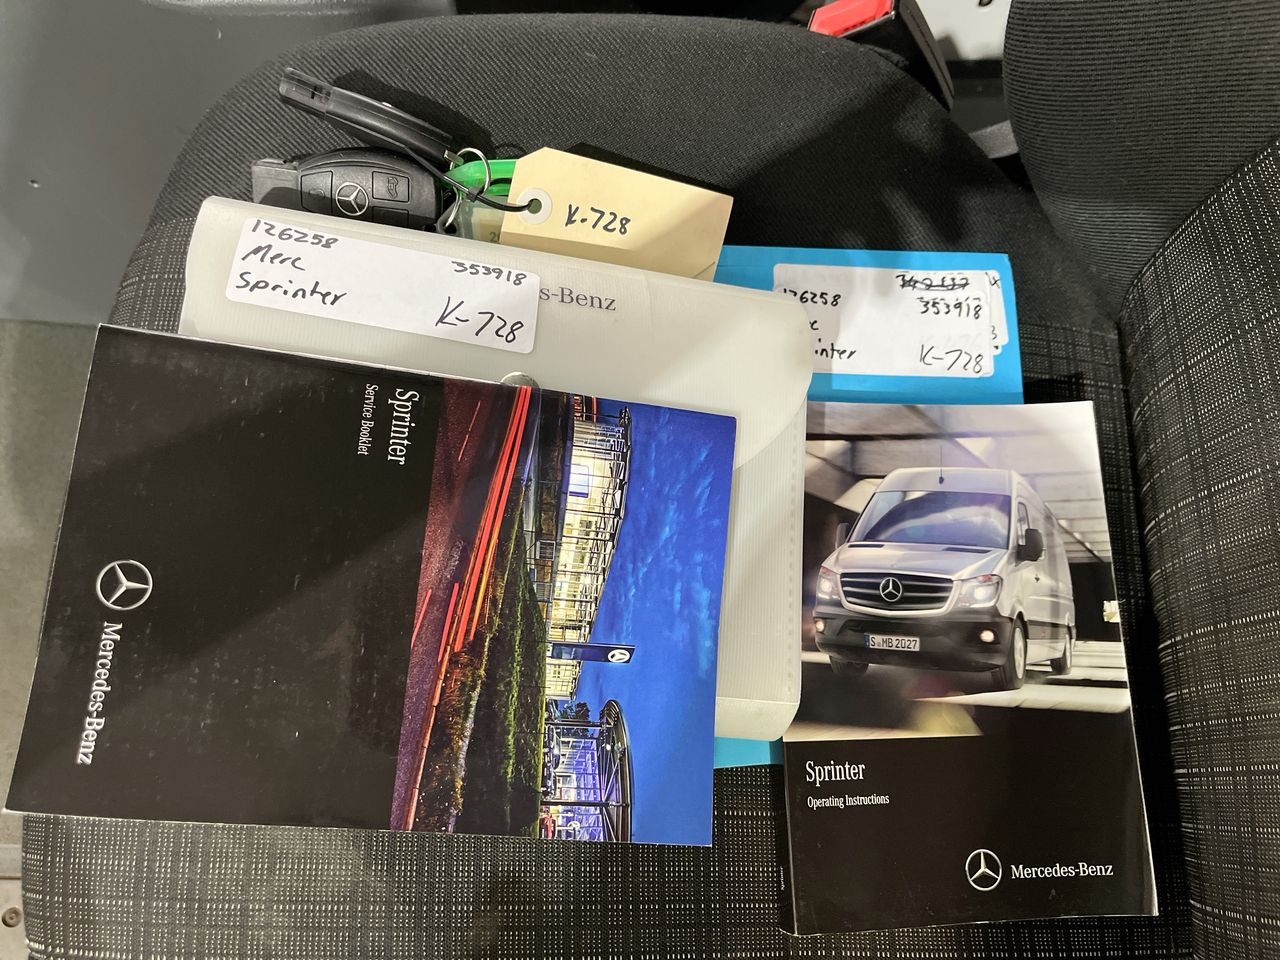 K-728
126258
353918
Merc
Sprinter
K-728
s-Benz
126258
353918
inter
K-728
Sprinter
Service Booklet
Mercedes-Benz
S MB 2027
Sprinter
Operating Instructions
Mercedes-Benz